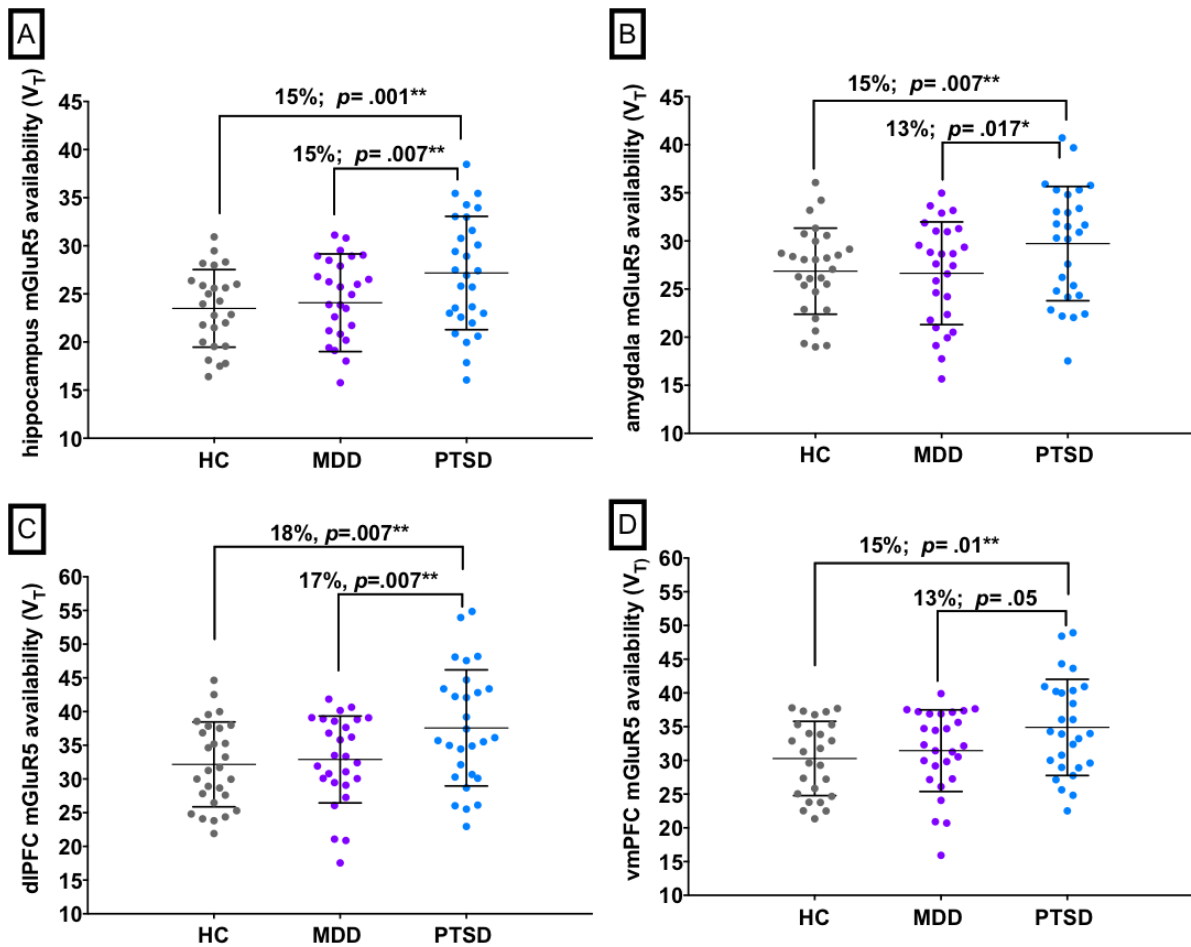 A
hippocampus mGluR5 availability (VT)
15%; p= .001**
15%; p= .007**
45
40
35
30
25
20
15
10
HC MDD PTSD
B
amygdala mGluR5 availability (VT)
15%; p= .007**
13%; p= .017*
45
40
35
30
25
20
15
10
HC MDD PTSD
C
dlPFC mGluR5 availability (VT)
18%, p=.007**
17%, p=.007**
60
55
50
45
40
35
30
25
20
15
10
HC MDD PTSD
D
vmPFC mGluR5 availability (VT)
15%; p= .01**
13%; p= .05
60
55
50
45
40
35
30
25
20
15
10
HC MDD PTSD